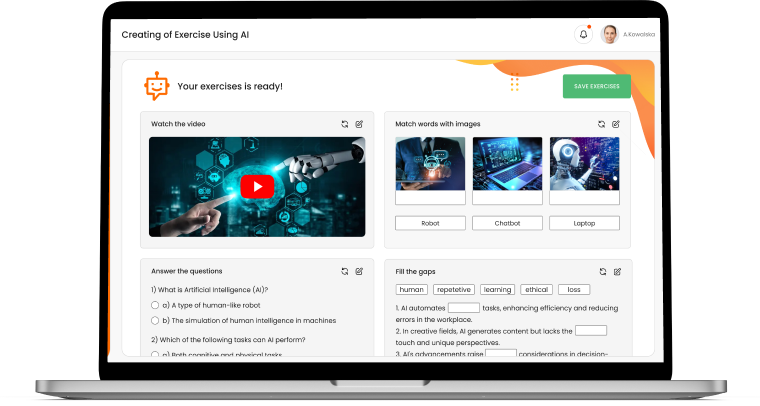 Creating of Exercise Using AI
A.Kowalska
Your exercises is ready!
SAVE EXERCISES
Watch the video
Match words with images
Robot
Chatbot
Laptop
Answer the questions
1) What is Artificial Intelligence (AI)?
a) A type of human-like robot
b) The simulation of human intelligence in machines
2) Which of the following tasks can AI perform?
a) Both cognitive and physical tasks
Fill the gaps
human
repetetive
learning
ethical
loss
1. AI automates tasks, enhancing efficiency and reducing
errors in the workplace.
2. In creative fields, AI generates content but lacks the
touch and unique perspectives.
3. AI's advancements raise considerations in decision-